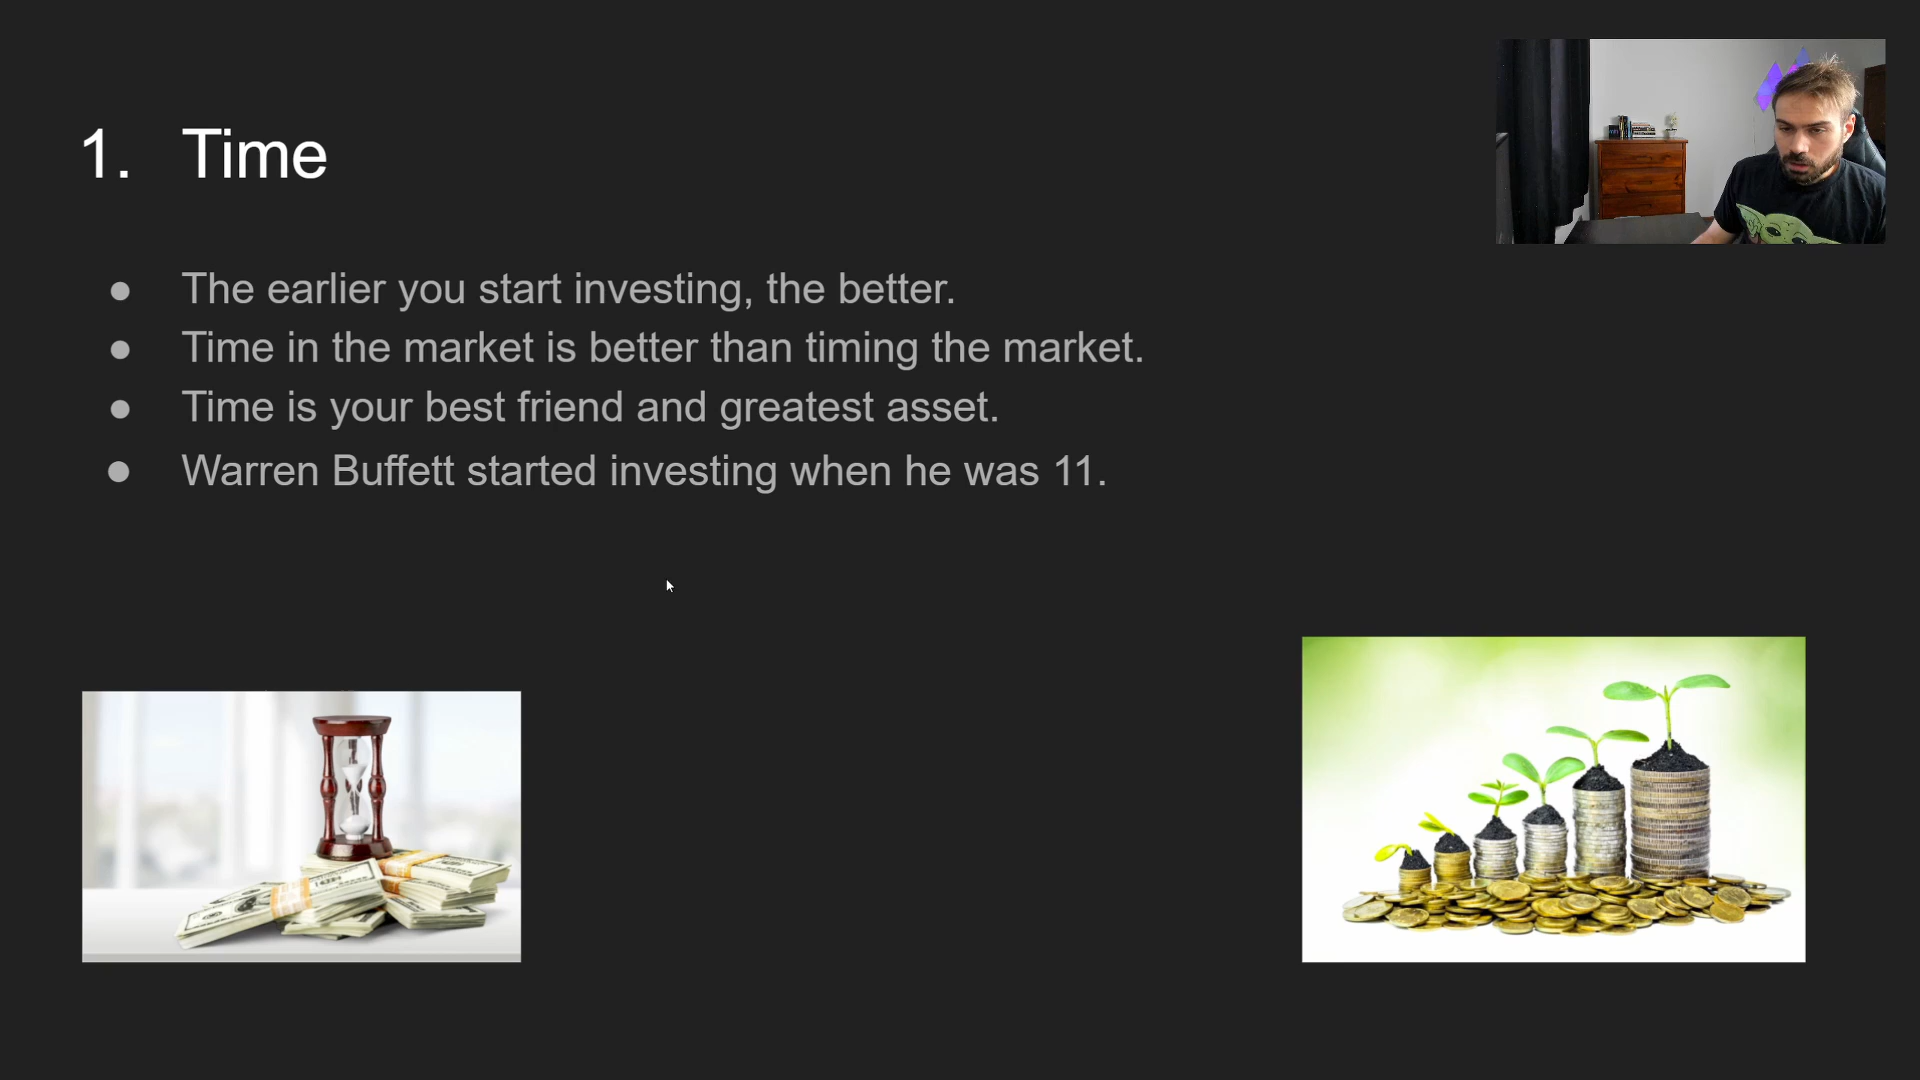 1. Time
● The earlier you start investing, the better.
● Time in the market is better than timing the market.
● Time is your best friend and greatest asset.
● Warren Buffett started investing when he was 11.